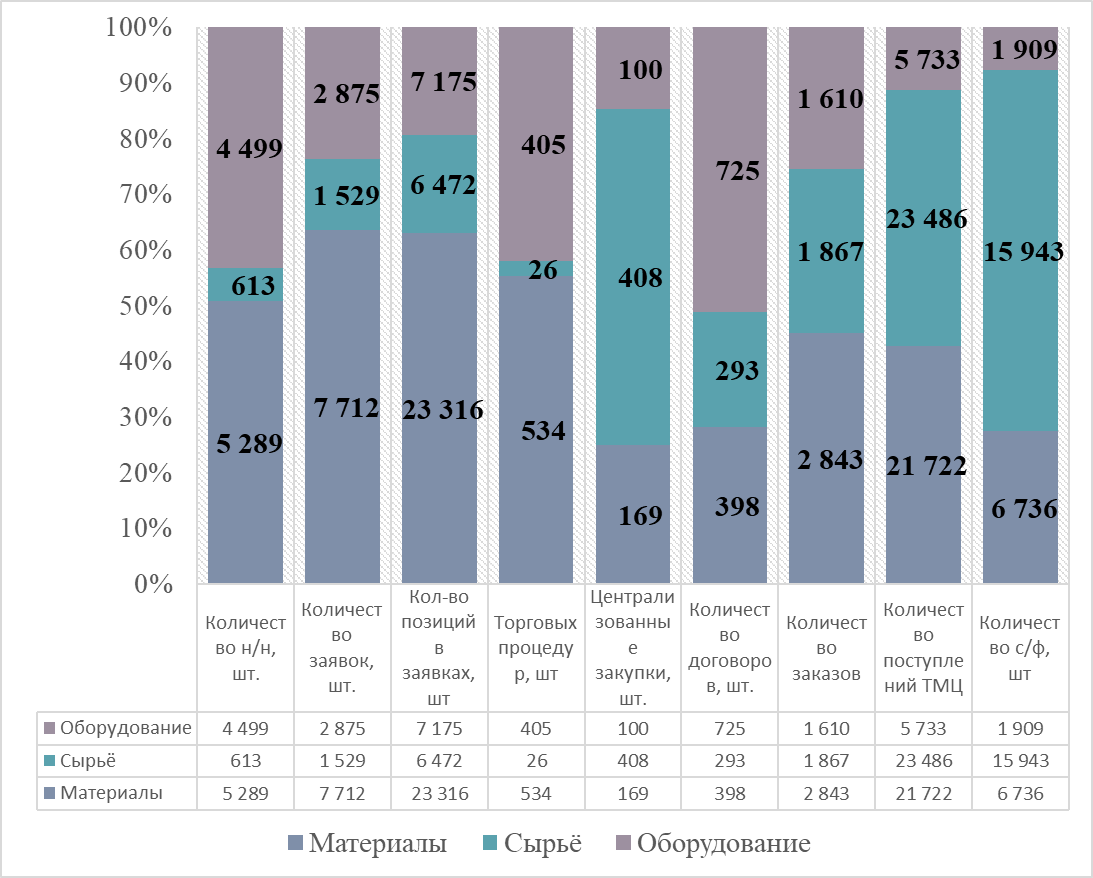 100%
90%
80%
70%
60%
50%
40%
30%
20%
10%
0%
4 499
613
5 289
2 875
1 529
7 712
7 175
6 472
23 316
405
26
534
100
408
169
725
293
398
1 610
1 867
2 843
5 733
23 486
21 722
1 909
15 943
6 736
Количест
во н/н,
шт.
Количест
во
заявок,
шт.
Кол-во
позиций
в
заявках,
шт
Торговых
процеду
р, шт
Централи
зованны
е
закупки,
шт.
Количест
во
договоро
в, шт.
Количест
во
заказов
Количест
во
поступле
ний ТМЦ
Количест
во с/ф,
шт
Оборудование 4 499 2 875 7 175 405 100 725 1 610 5 733 1 909
Сырьё 613 1 529 6 472 26 408 293 1 867 23 486 15 943
Материалы 5 289 7 712 23 316 534 169 398 2 843 21 722 6 736
Материалы Сырьё Оборудование